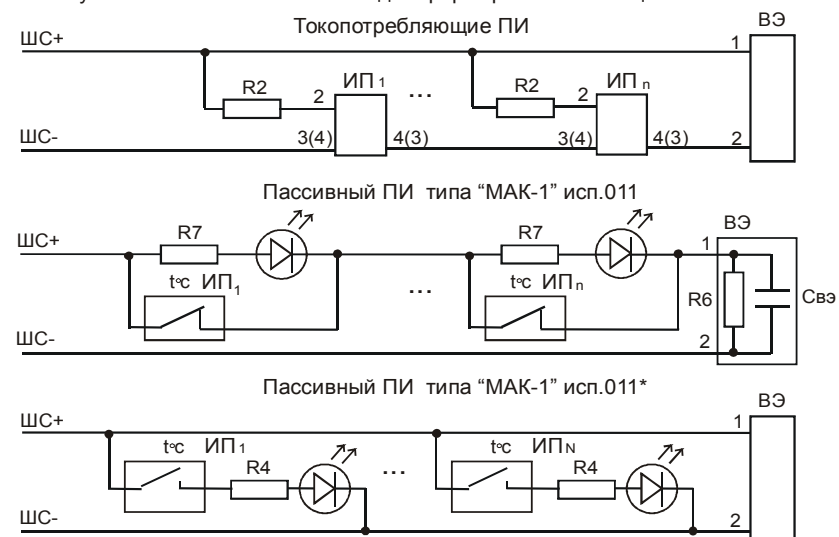 Токопотребляющие ПИ
ВЭ
ШС+
1
R2 2 ИП 1 ... R2 2 ИП n
ШС- 3(4) 4(3) 3(4) 4(3) 2
Пассивный ПИ типа “МАК-1” исп.011
ВЭ
ШС+ R7 R7 1
t°c ИП1 ... t°c ИПn R6 Cвэ
ШС- 2
Пассивный ПИ типа “МАК-1” исп.011*
ВЭ
ШС+ 1
t°c ИП1 R4 ... t°c ИПN R4
ШС- 2